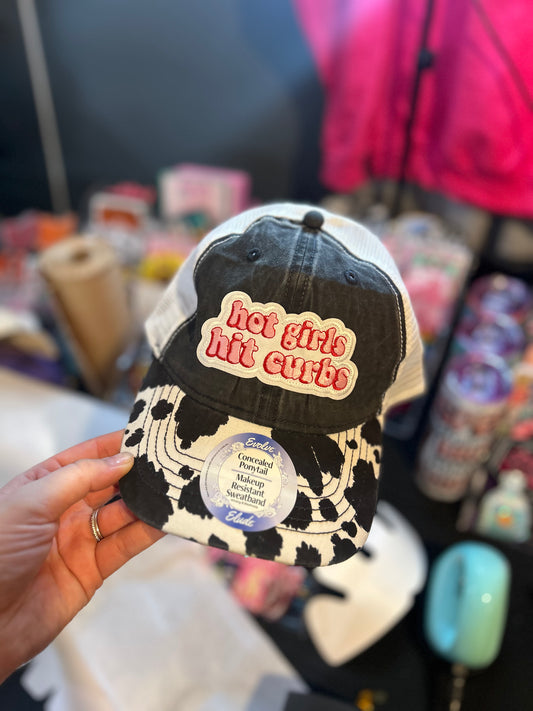 hot girls
hit curbs
Evolve
Concealed
Ponytail
Makeup
Resistant
Sweatband
Elude